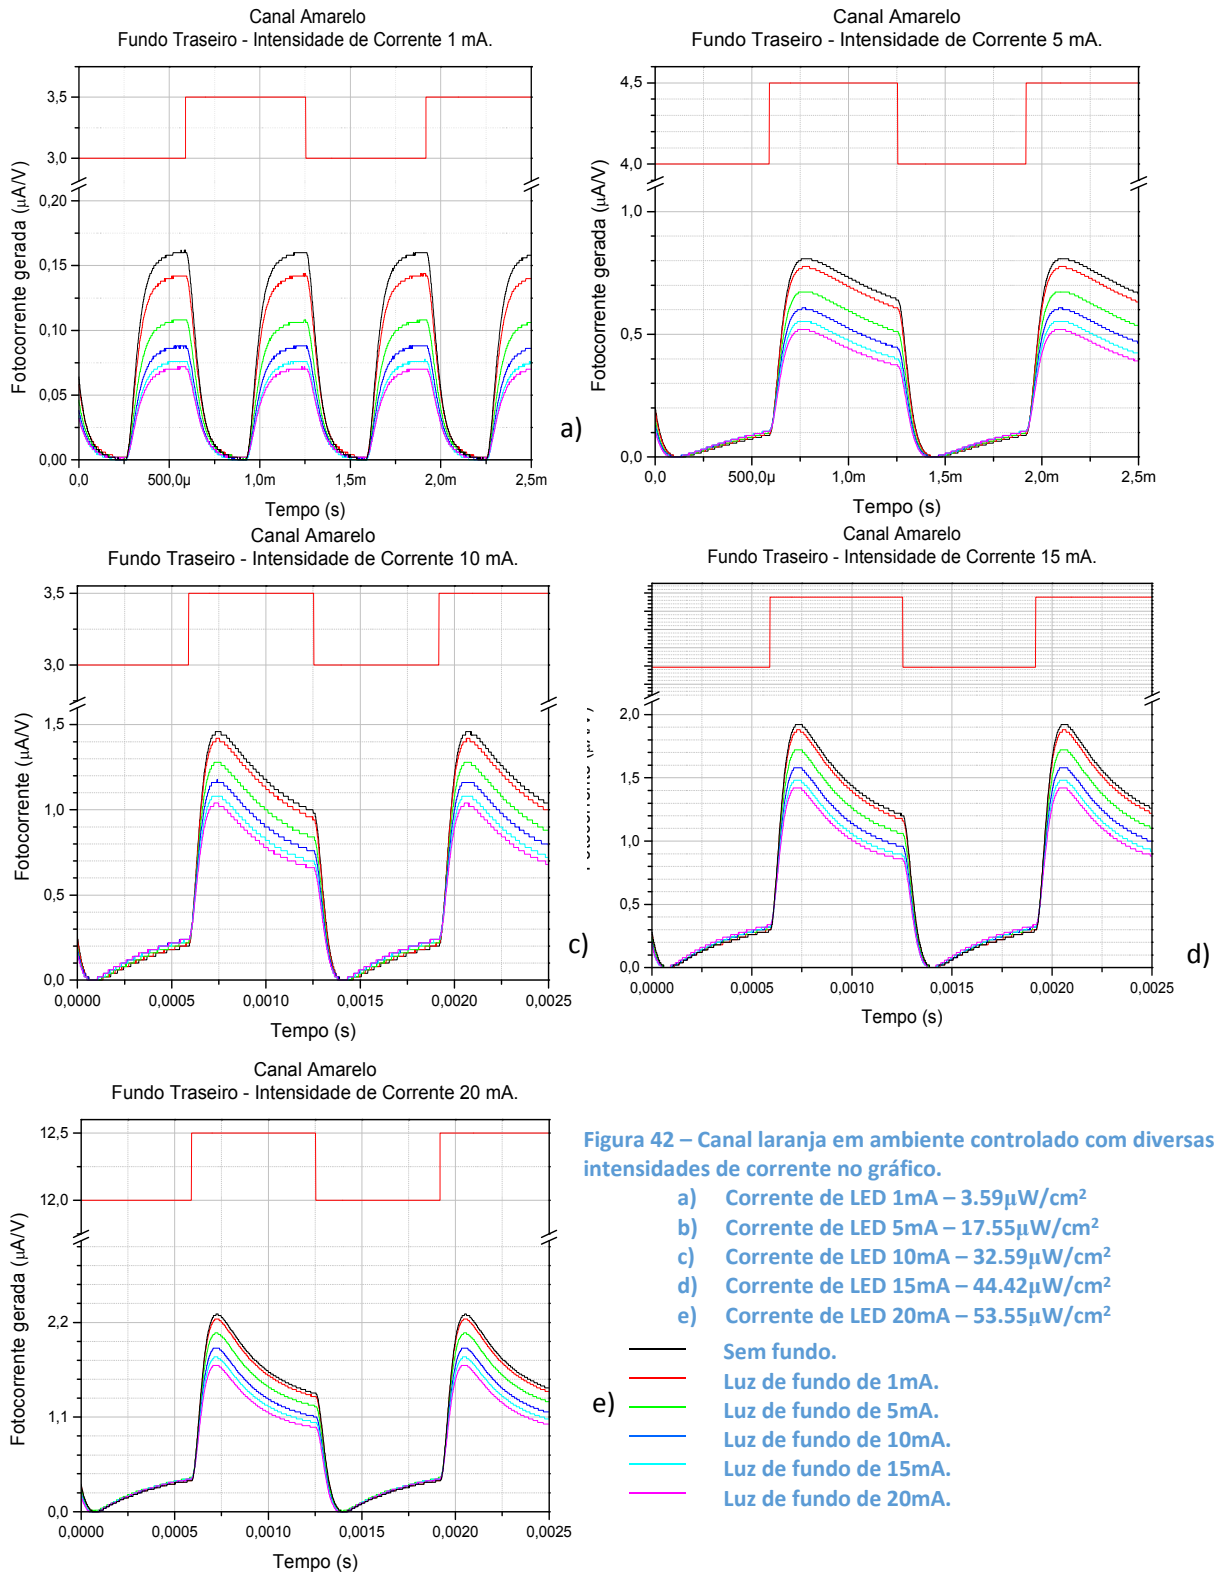 Canal Amarelo
Fundo Traseiro - Intensidade de Corrente 1 mA.
3,5
3,0
0,20
0,15
0,10
0,05
0,00
Fotocorrente gerada (µA/V)
0,0
500,0µ
1,0m
1,5m
2,0m
2,5m
Tempo (s)
a)
Canal Amarelo
Fundo Traseiro - Intensidade de Corrente 5 mA.
4,5
4,0
1,0
0,5
0,0
Fotocorrente gerada (µA/V)
0,0
500,0µ
1,0m
1,5m
2,0m
2,5m
Tempo (s)
Canal Amarelo
Fundo Traseiro - Intensidade de Corrente 10 mA.
3,5
3,0
1,5
1,0
0,5
0,0
Fotocorrente (µA/V)
0,0000
0,0005
0,0010
0,0015
0,0020
0,0025
Tempo (s)
c)
Canal Amarelo
Fundo Traseiro - Intensidade de Corrente 15 mA.
2,0
1,5
1,0
0,5
0,0
0,0000
0,0005
0,0010
0,0015
0,0020
0,0025
Tempo (s)
d)
Canal Amarelo
Fundo Traseiro - Intensidade de Corrente 20 mA.
12,5
12,0
2,2
1,1
0,0
Fotocorrente gerada (µA/V)
0,0000
0,0005
0,0010
0,0015
0,0020
0,0025
Tempo (s)
e)
Figura 42 – Canal laranja em ambiente controlado com diversas
intensidades de corrente no gráfico.
a) Corrente de LED 1mA – 3.59µW/cm²
b) Corrente de LED 5mA – 17.55µW/cm²
c) Corrente de LED 10mA – 32.59µW/cm²
d) Corrente de LED 15mA – 44.42µW/cm²
e) Corrente de LED 20mA – 53.55µW/cm²
Sem fundo.
Luz de fundo de 1mA.
Luz de fundo de 5mA.
Luz de fundo de 10mA.
Luz de fundo de 15mA.
Luz de fundo de 20mA.